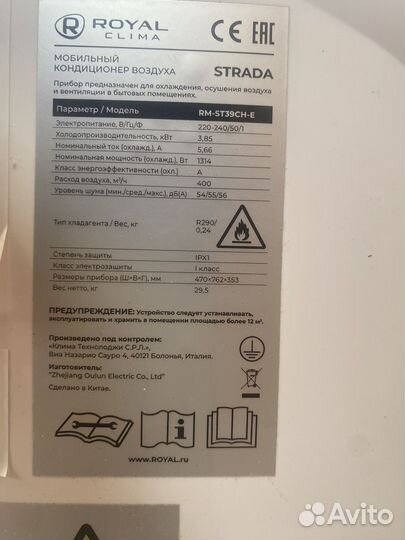 ROYAL
CLIMA
CE EAC
МОБИЛЬНЫЙ
КОНДИЦИОНЕР ВОЗДУХА
STRADA
Прибор предназначен для охлаждения, осушения воздуха
и вентиляции в бытовых помещениях.
Параметр / Модель RM-ST39CH-E
Электропитание, В/Гц/Ф 220-240/50/1
Холодопроизводительность, кВт 3,85
Номинальный ток (охлажд.), А 5,66
Номинальная мощность (охлажд.), Вт 1314
Класс энергоэффективности (охл.) A
Расход воздуха, м³/ч 400
Уровень шума (мин./сред./макс.), дБ(А) 54/55/56
Тип хладагента / Вес, кг R290/
0,24
Степень защиты IPX1
Класс электрозащиты I класс
Размеры прибора (Ш×В×Г), мм 470×762×353
Вес нетто, кг 29,5
ПРЕДУПРЕЖДЕНИЕ: Устройство следует устанавливать,
эксплуатировать и хранить в помещении площадью более 12 м².
Произведено под контролем:
«Клима Технолоджи С.Р.Л.»,
Виа Назарио Сауро 4, 40121 Болонья, Италия.
Изготовитель:
“Zhejiang Oulun Electric Co., Ltd”
Сделано в Китае.
www.ROYAL.ru
Avito